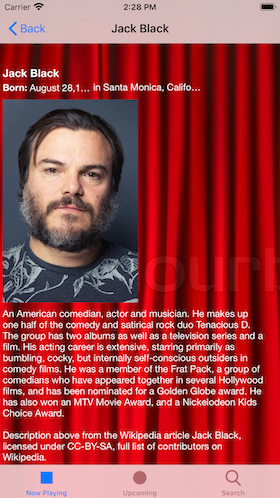 Carrier 2:28 PM
Back Jack Black
Jack Black
Born: August 28,1... in Santa Monica, Califo...
An American comedian, actor and musician. He makes up
one half of the comedy and satirical rock duo Tenacious D.
The group has two albums as well as a television series and a
film. His acting career is extensive, starring primarily as
bumbling, cocky, but internally self-conscious outsiders in
comedy films. He was a member of the Frat Pack, a group of
comedians who have appeared together in several Hollywood
films, and has been nominated for a Golden Globe award. He
has also won an MTV Movie Award, and a Nickelodeon Kids
Choice Award.
Description above from the Wikipedia article Jack Black,
licensed under CC-BY-SA, full list of contributors on
Wikipedia.
Now Playing Upcoming Search